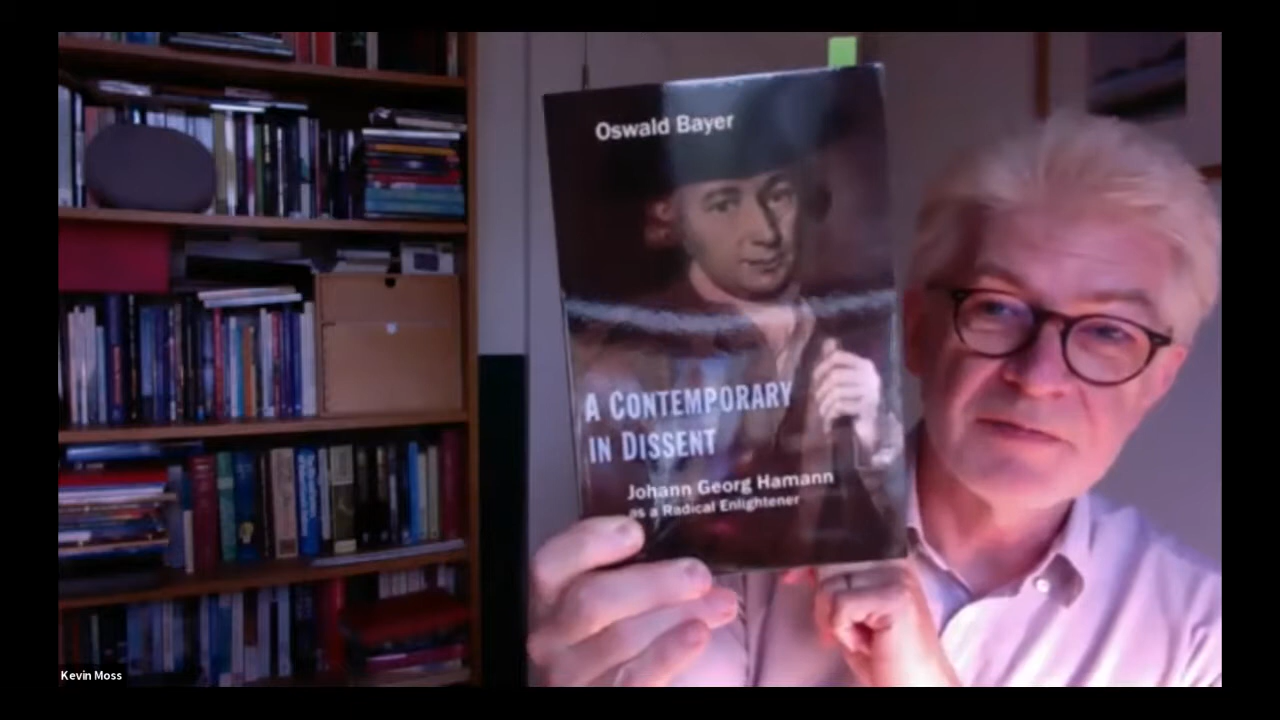 Oswald Bayer
A CONTEMPORARY
IN DISSENT
Johann Georg Hamann
as a Radical Enlightener
Kevin Moss